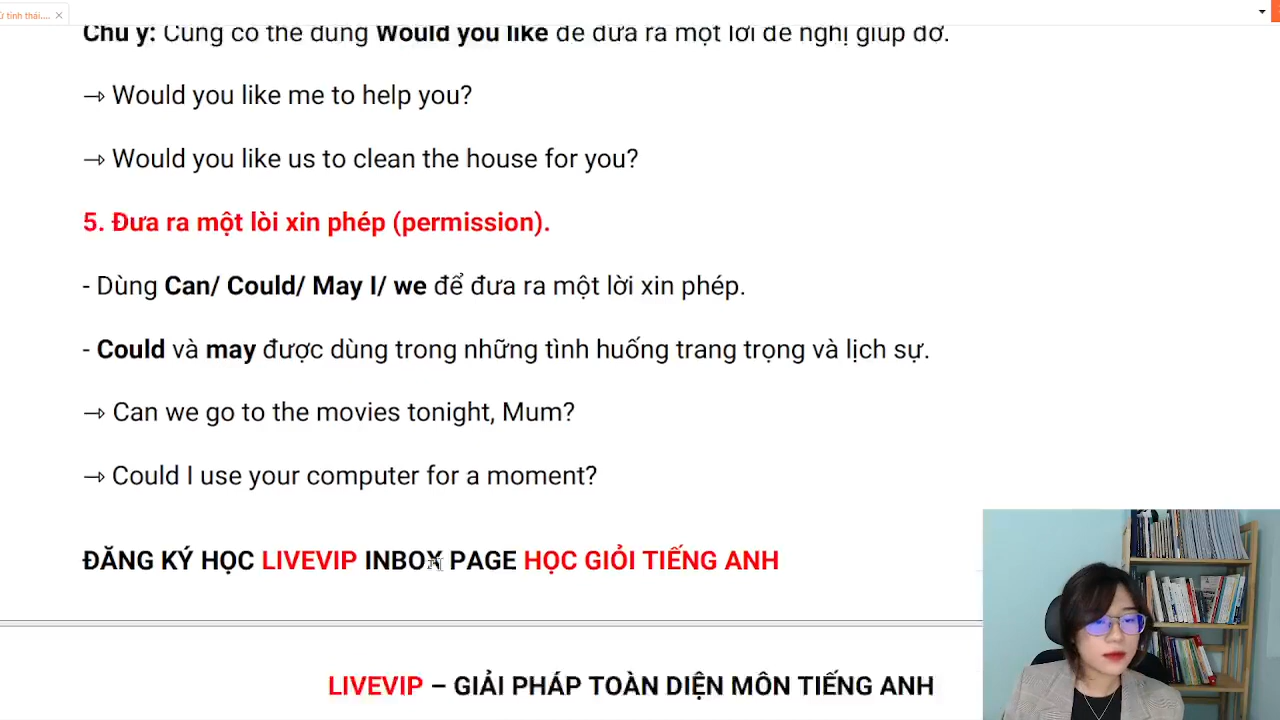 ừ tình thái....
Chú ý: Cũng có thể dùng Would you like để đưa ra một lời đề nghị giúp đỡ.
→ Would you like me to help you?
→ Would you like us to clean the house for you?
5. Đưa ra một lòi xin phép (permission).
- Dùng Can/ Could/ May I/ we để đưa ra một lời xin phép.
- Could và may được dùng trong những tình huống trang trọng và lịch sự.
→ Can we go to the movies tonight, Mum?
→ Could I use your computer for a moment?
ĐĂNG KÝ HỌC LIVEVIP INBOX PAGE HỌC GIỎI TIẾNG ANH
LIVEVIP – GIẢI PHÁP TOÀN DIỆN MÔN TIẾNG ANH